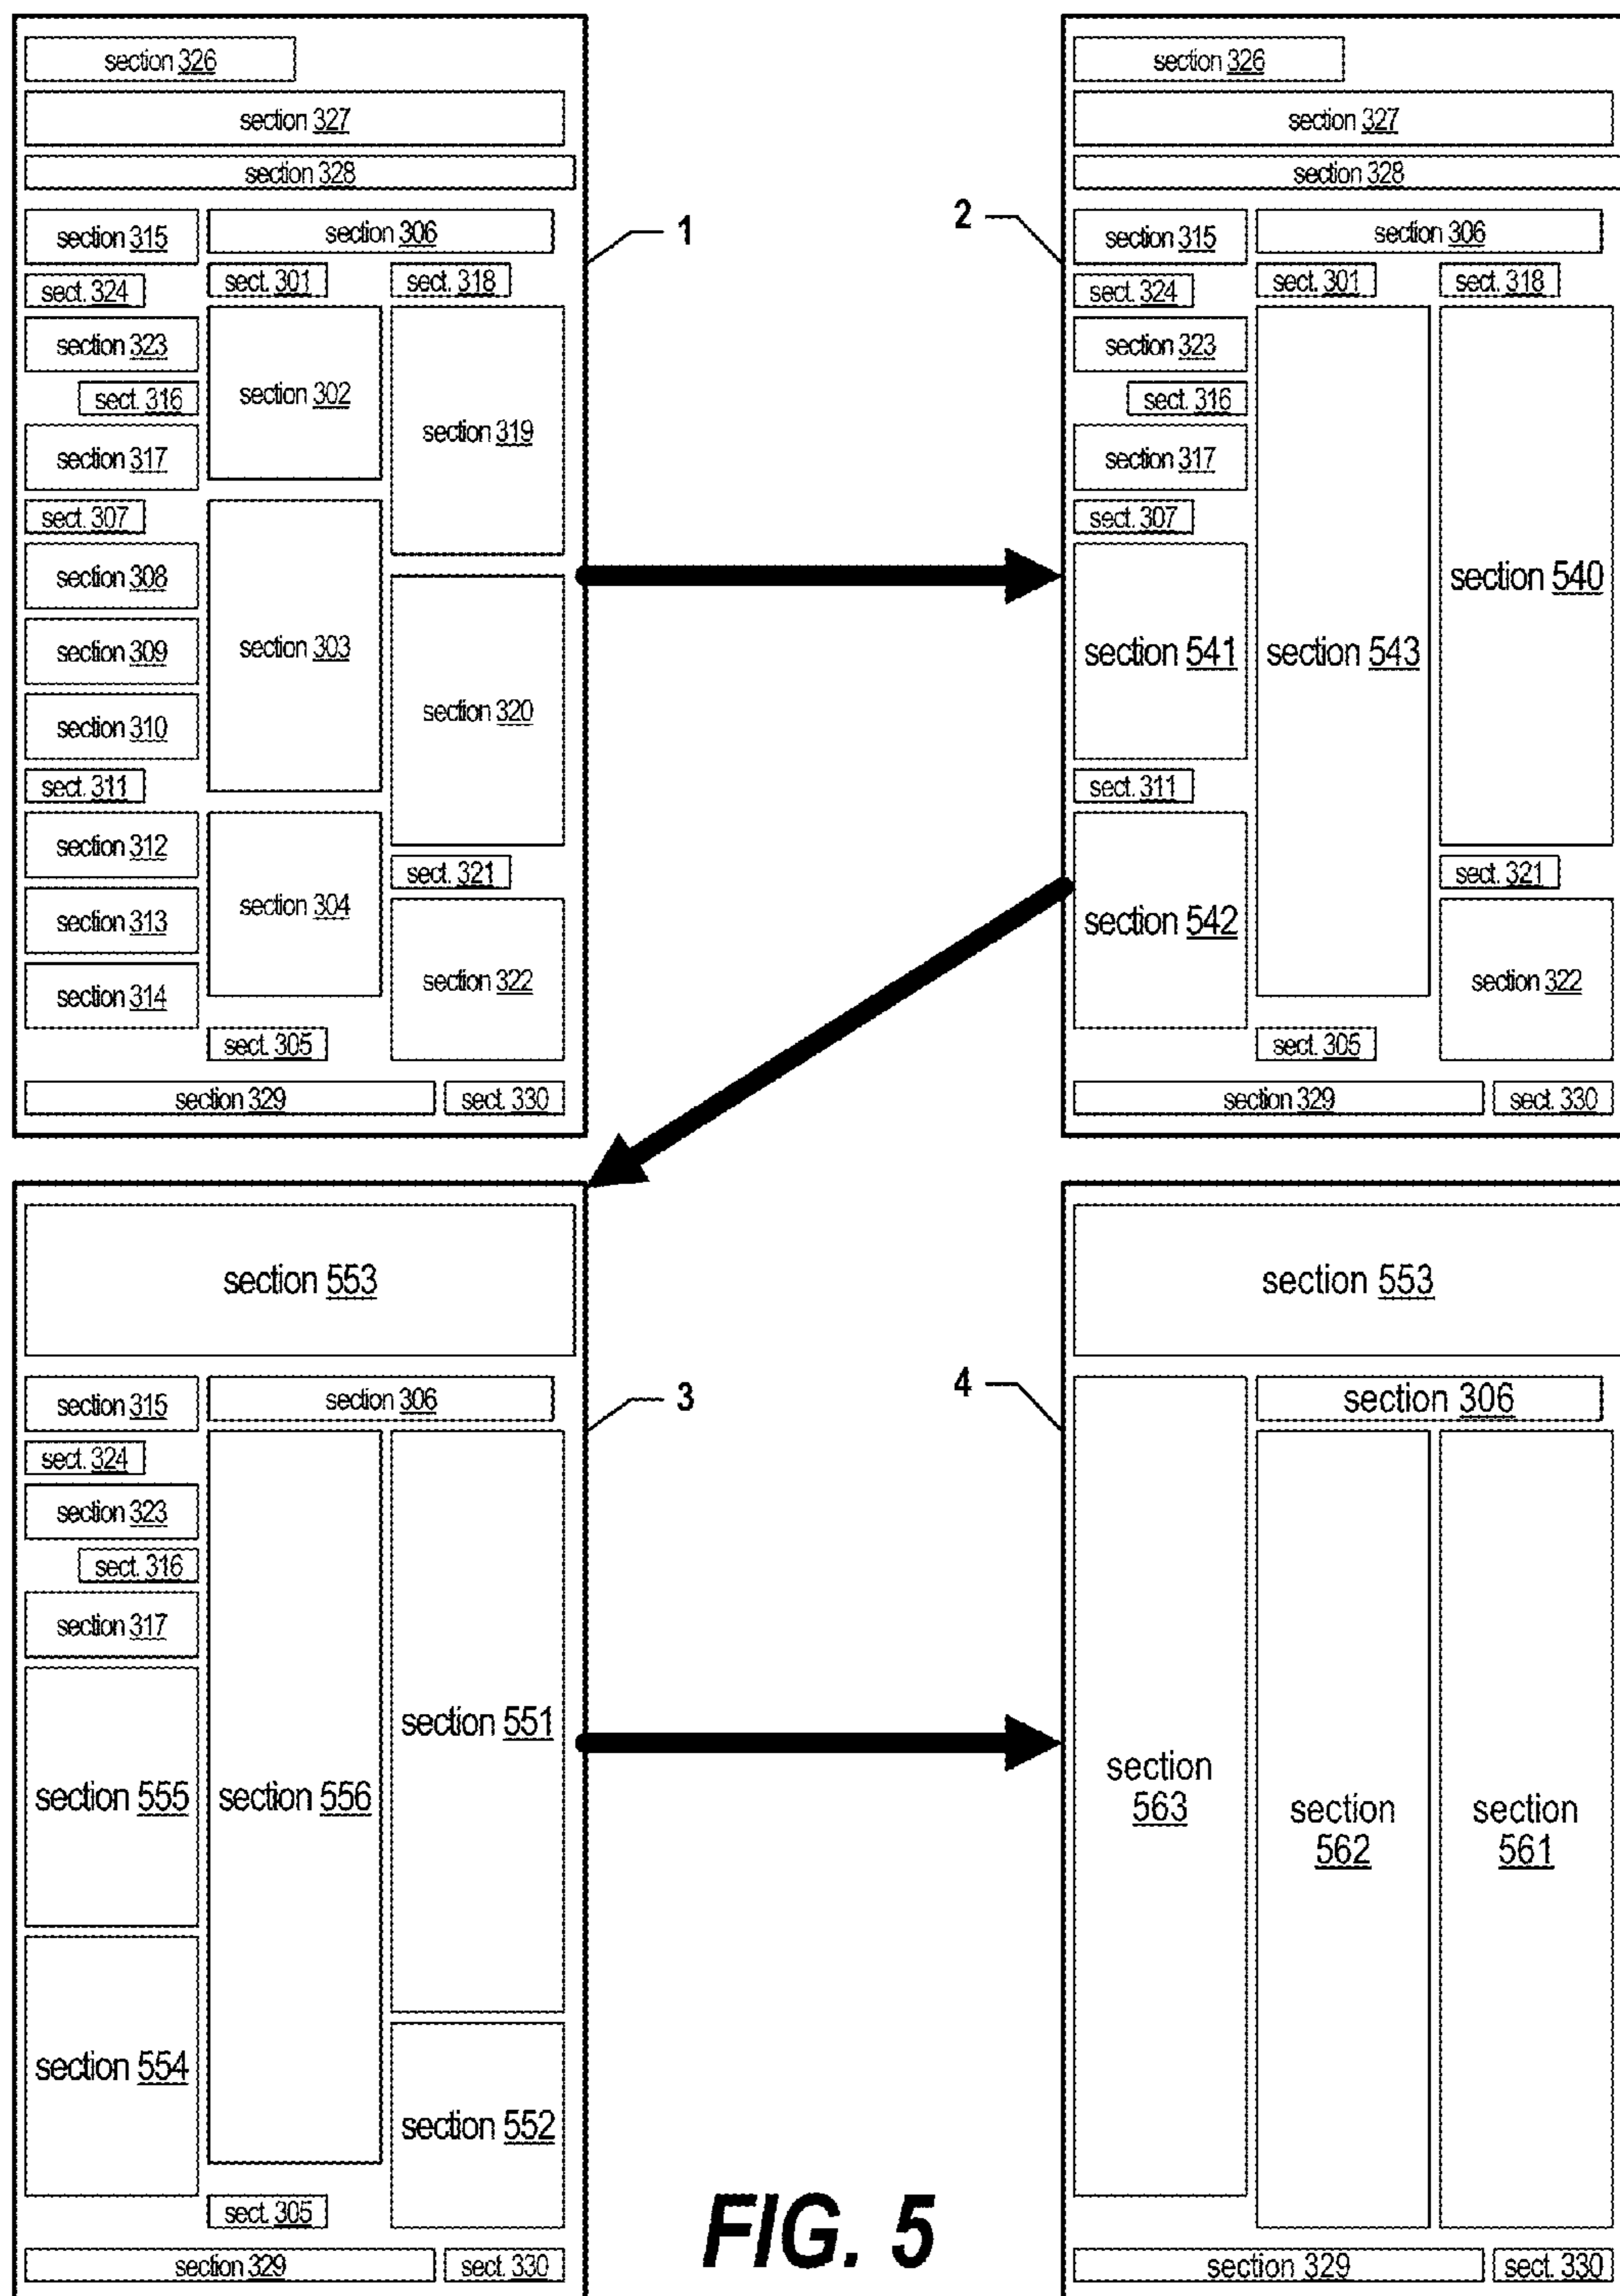 section 326
section 327
section 328
section 315
section 306
sect. 324
sect. 301
sect. 318
section 323
section 302
section 319
sect. 316
section 317
sect. 307
section 308
section 303
section 309
section 320
section 310
sect. 311
section 312
section 304
sect. 321
section 313
section 322
section 314
sect. 305
section 329
sect. 330
1
2
section 326
section 327
section 328
section 315
section 306
sect. 324
sect. 301
sect. 318
section 323
sect. 316
section 317
sect. 307
section 540
section 541
section 543
sect. 311
sect. 321
section 542
section 322
sect. 305
section 329
sect. 330
section 553
section 315
section 306
sect. 324
section 323
sect. 316
section 317
section 551
section 555
section 556
section 554
section 552
sect. 305
section 329
sect. 330
3
4
section 553
section 306
section
563
section
562
section
561
section 329
sect. 330
FIG. 5